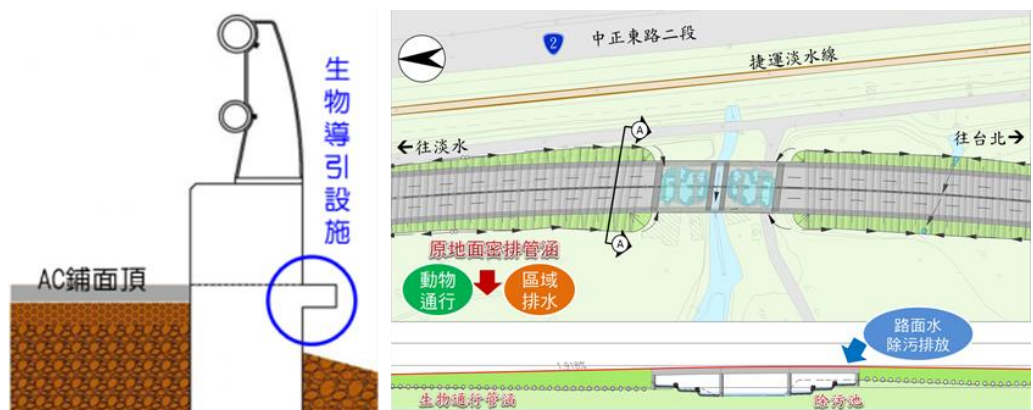 生物導引設施
AC鋪面頂
2
中正東路二段
捷運淡水線
←往淡水
往台北→
A
A
原地面密排管涵
動物
通行
區域
排水
路面水
除污排放
1.918%
生物通行管涵
除污池